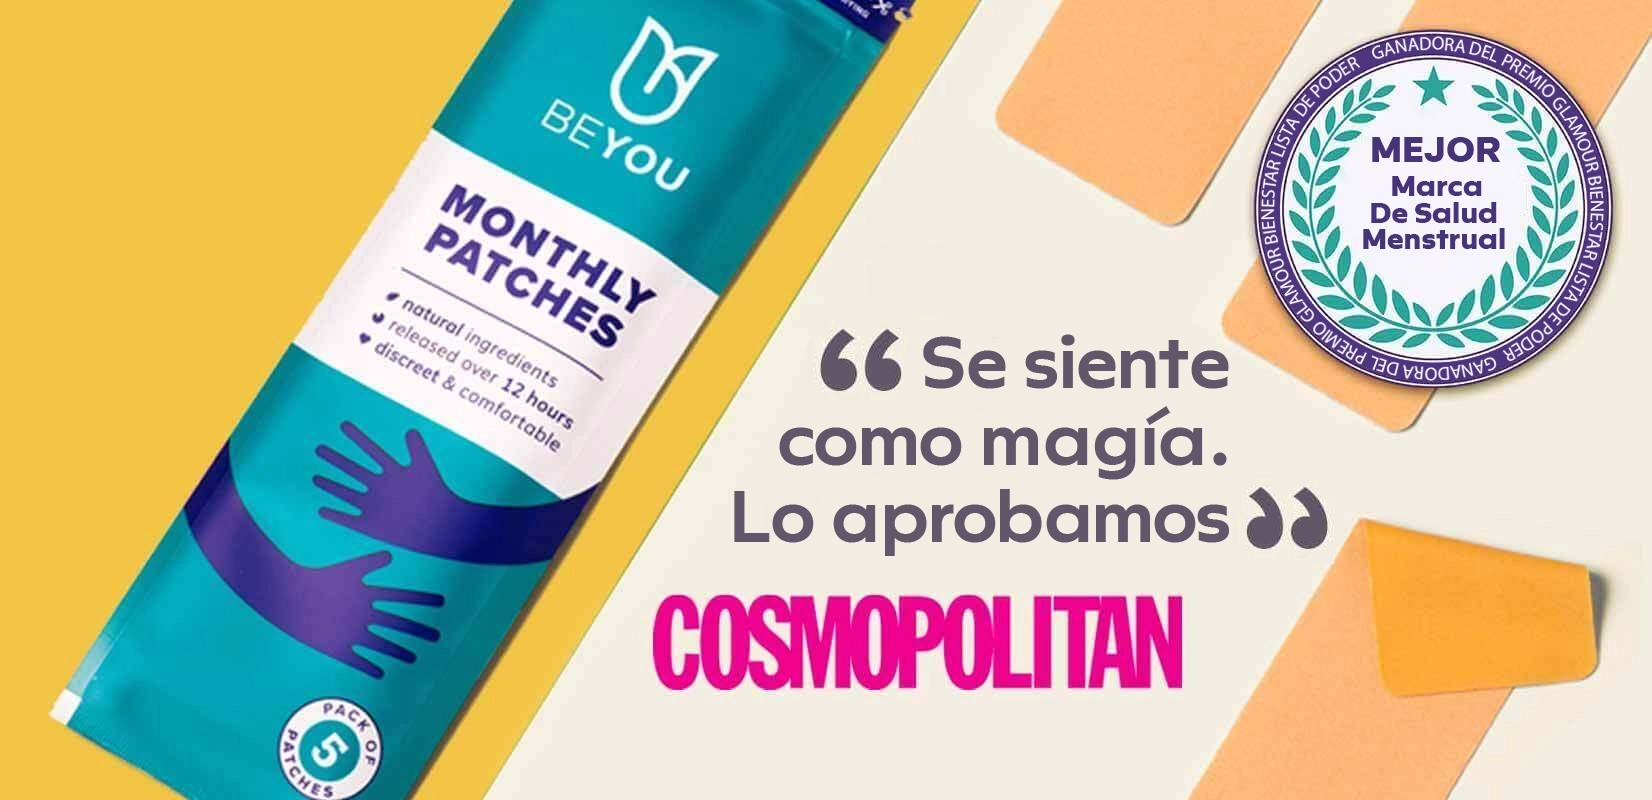 BEYOU
MONTHLY
PATCHES
natural ingredients
released over 12 hours
discreet & comfortable
PACK OF
5
PATCHES
GANADORA DEL PREMIO GLAMOUR BIENESTAR LISTA DE PODER
GANADORA DEL PREMIO GLAMOUR BIENESTAR LISTA DE PODER
MEJOR
Marca
De Salud
Menstrual
“ Se siente
como magía.
Lo aprobamos ”
COSMOPOLITAN